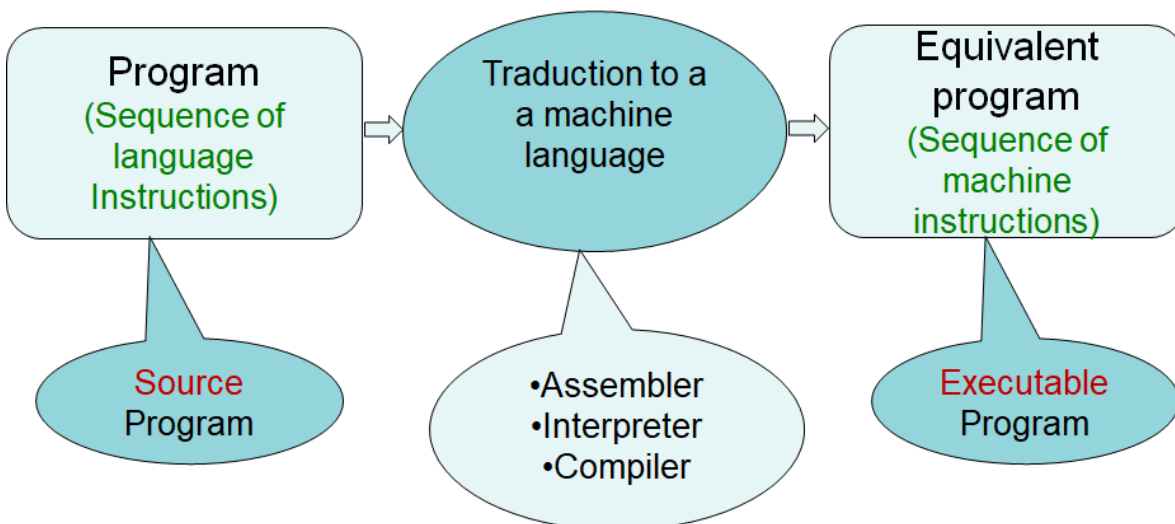 Program
(Sequence of
language
Instructions)
Traduction to a
a machine
language
Equivalent
program
(Sequence of
machine
instructions)
Source
Program
•Assembler
•Interpreter
•Compiler
Executable
Program